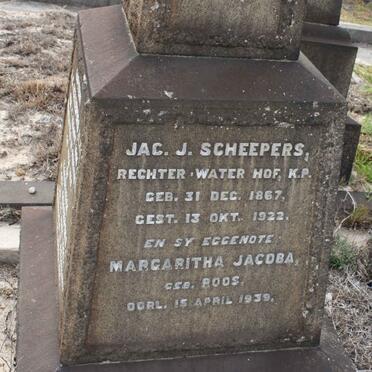 JAC. J. SCHEEPERS,
RECHTER-WATER HOF, K.P.
GEB. 31 DEC. 1867,
GEST. 13 OKT. 1922.
EN SY EGGENOTE
MARGARITHA JACOBA,
GEB. ROOS,
OORL. 15 APRIL 1939.